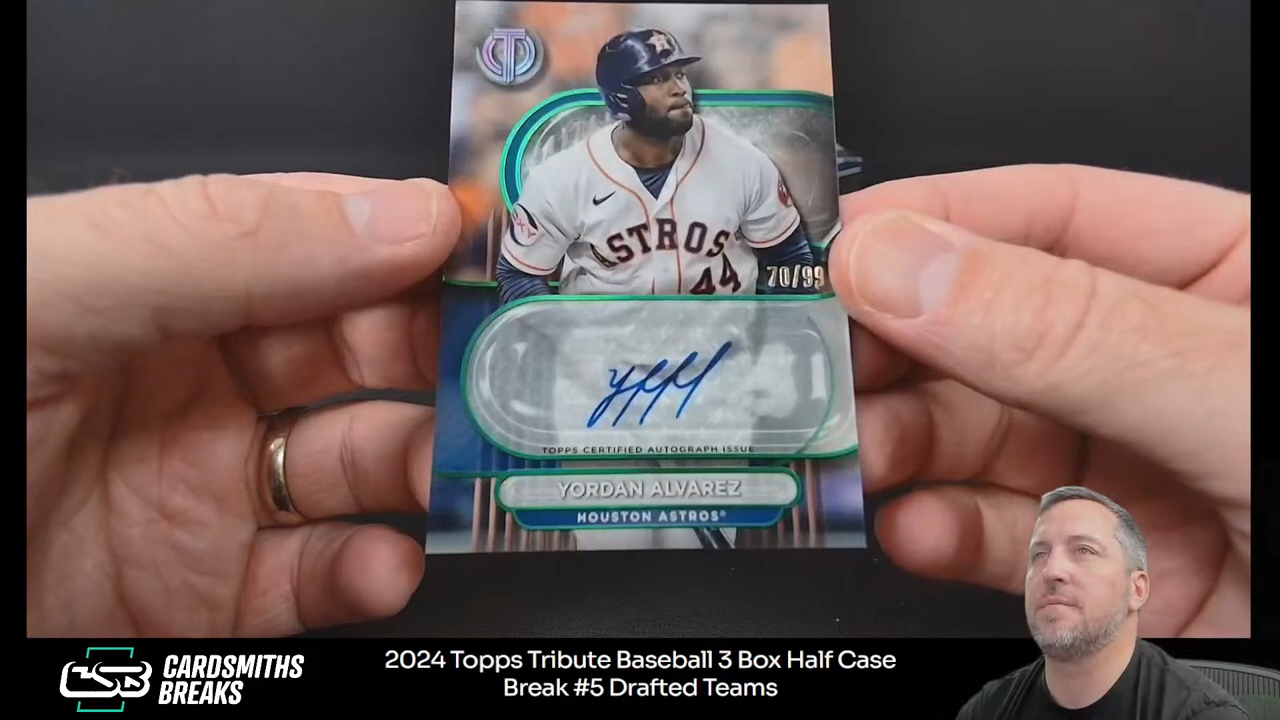 ASTROS
44
70/99
TOPPS CERTIFIED AUTOGRAPH ISSUE
YORDAN ALVAREZ
HOUSTON ASTROS®
CSB
CARDSMITHS
BREAKS
2024 Topps Tribute Baseball 3 Box Half Case
Break #5 Drafted Teams